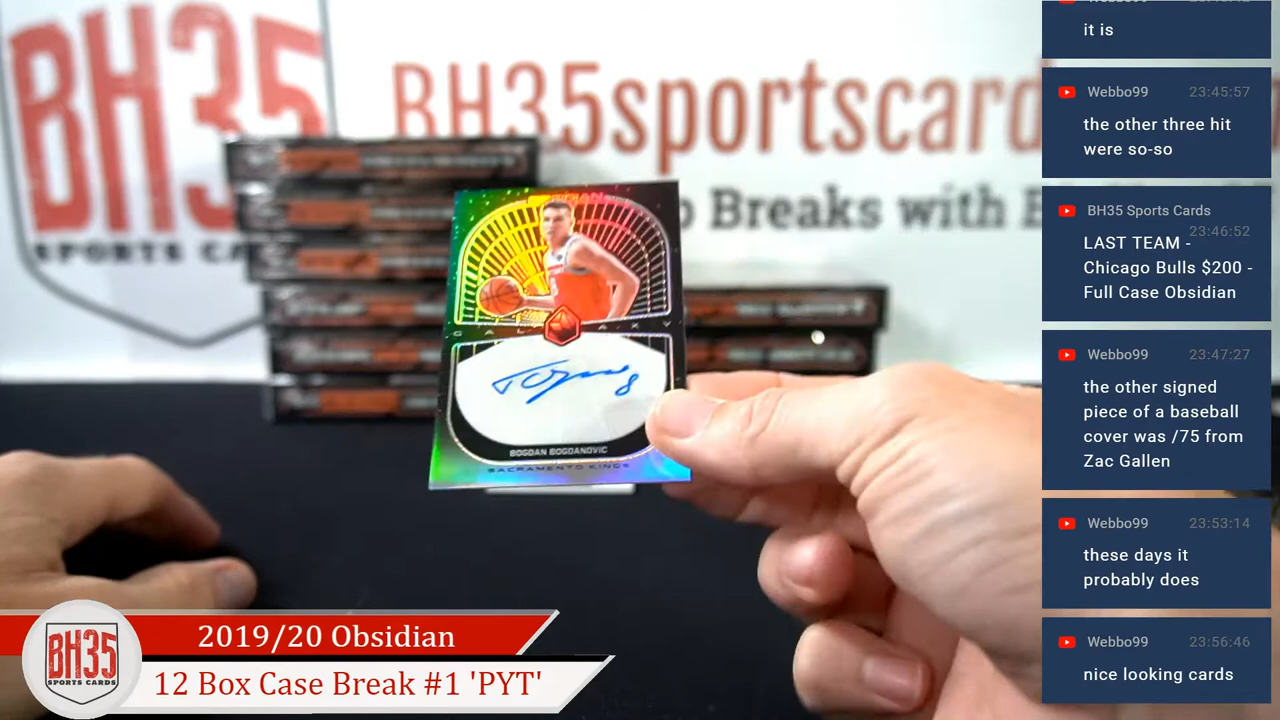 BH35
SPORTS CA
BH35sportscard
Breaks with
GALAXY
BOGDAN BOGDANOVIC
SACRAMENTO KINGS
8
BH35
SPORTS CARDS
2019/20 Obsidian
12 Box Case Break #1 'PYT'
it is
Webbo99 23:45:57
the other three hit
were so-so
BH35 Sports Cards
23:46:52
LAST TEAM -
Chicago Bulls $200 -
Full Case Obsidian
Webbo99 23:47:27
the other signed
piece of a baseball
cover was /75 from
Zac Gallen
Webbo99 23:53:14
these days it
probably does
Webbo99 23:56:46
nice looking cards